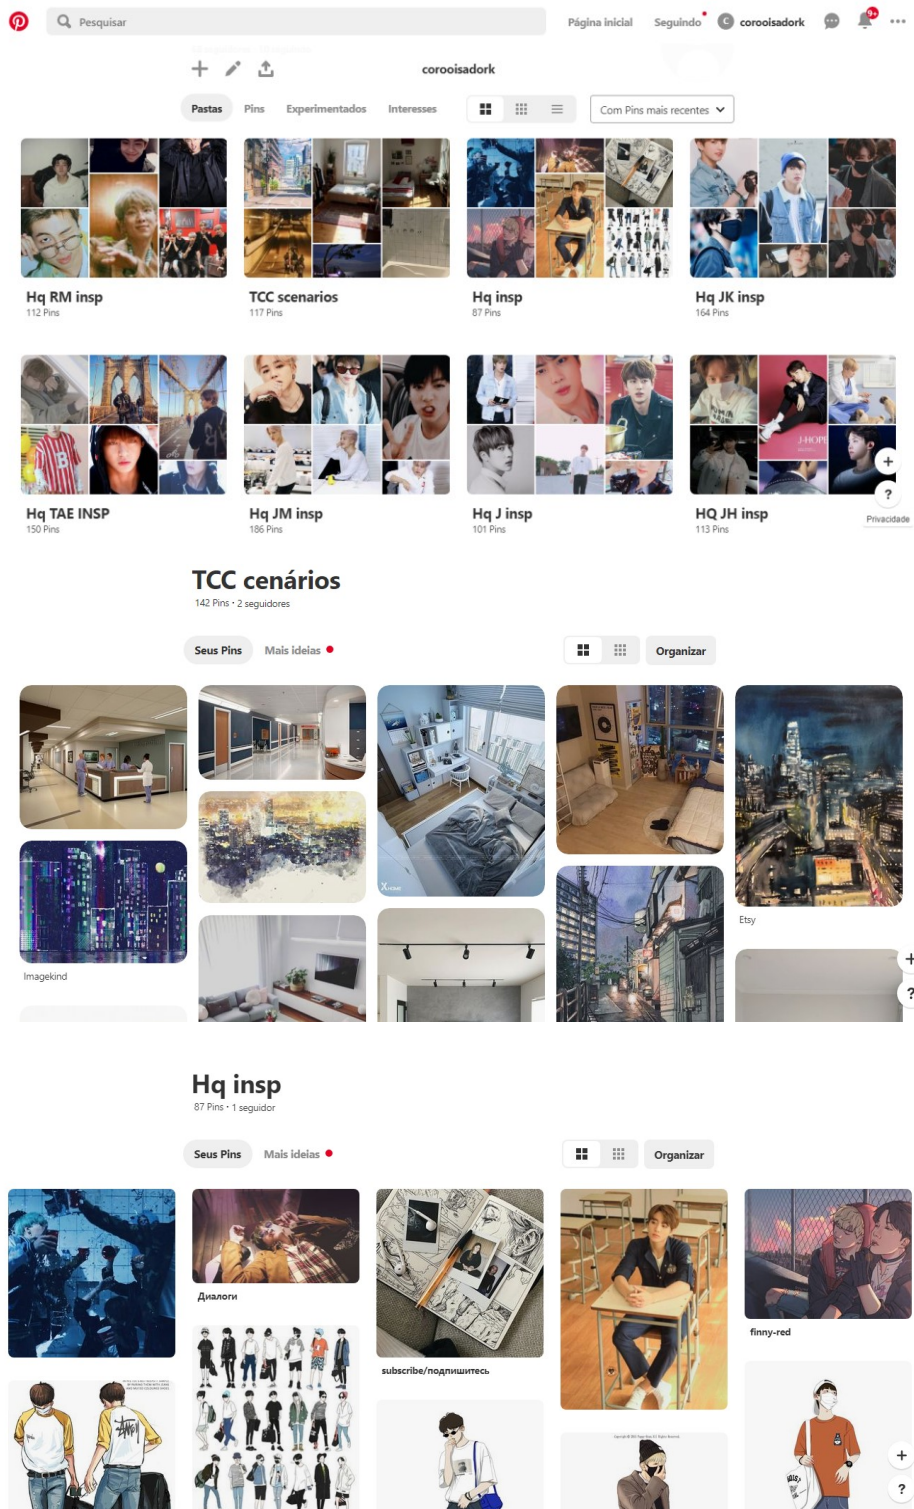 Pesquisar
Página inicial
Seguindo
corooisadork
9+
corooisadork
Pastas
Pins
Experimentados
Interesses
Com Pins mais recentes
Hq RM insp
112 Pins
TCC scenarios
117 Pins
Hq insp
87 Pins
Hq JK insp
164 Pins
B
J-HOPE
Hq TAE INSP
150 Pins
Hq JM insp
186 Pins
Hq J insp
101 Pins
HQ JH insp
113 Pins
?
Privacidade
TCC cenários
142 Pins • 2 seguidores
Seus Pins
Mais ideias
Organizar
XHOME
Etsy
Imagekind
?
Hq insp
87 Pins • 1 seguidor
Seus Pins
Mais ideias
Organizar
Диалоги
finny-red
subscribe/подпишитесь
?